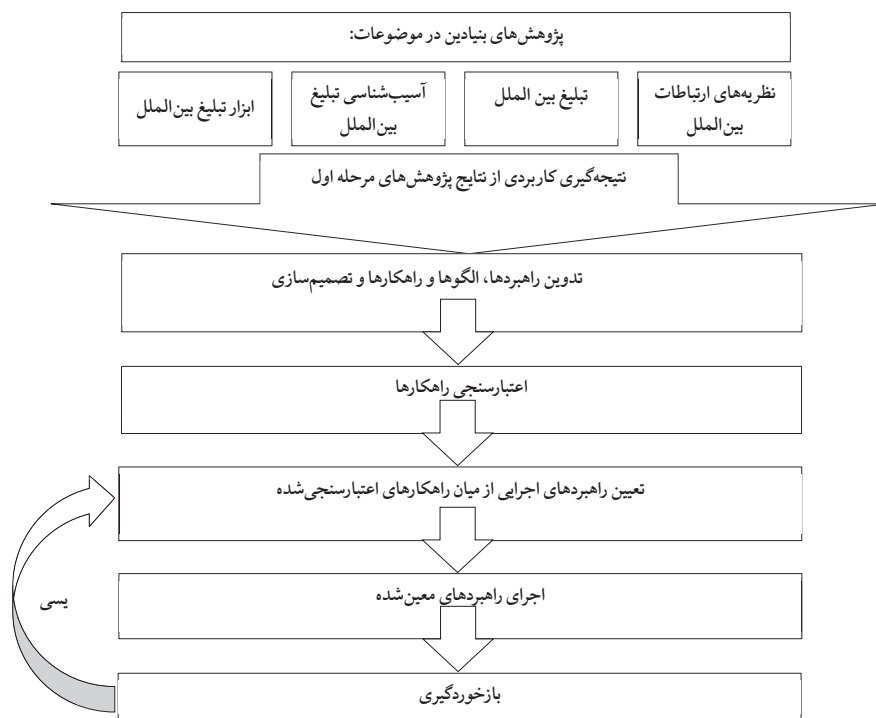 پژوهش‌های بنیادین در موضوعات:
نظریه‌های ارتباطات
بین‌الملل
تبلیغ بین الملل
آسیب‌شناسی تبلیغ
بین‌الملل
ابزار تبلیغ بین‌الملل
نتیجه‌گیری کاربردی از نتایج پژوهش‌های مرحله اول
تدوین راهبردها، الگوها و راهکارها و تصمیم‌سازی
اعتبارسنجی راهکارها
تعیین راهبردهای اجرایی از میان راهکارهای اعتبارسنجی‌شده
اجرای راهبردهای معین‌شده
یسی
بازخوردگیری